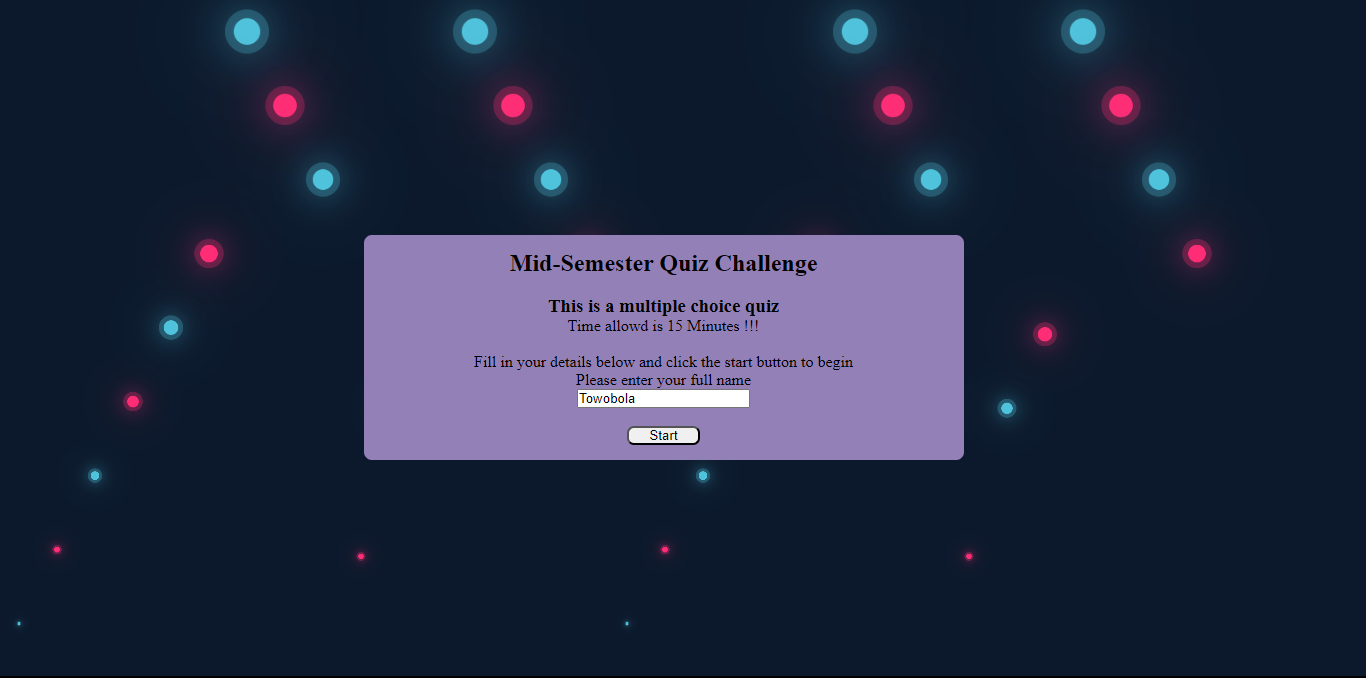 Mid-Semester Quiz Challenge
This is a multiple choice quiz
Time allowd is 15 Minutes !!!
Fill in your details below and click the start button to begin
Please enter your full name
Towobola
Start